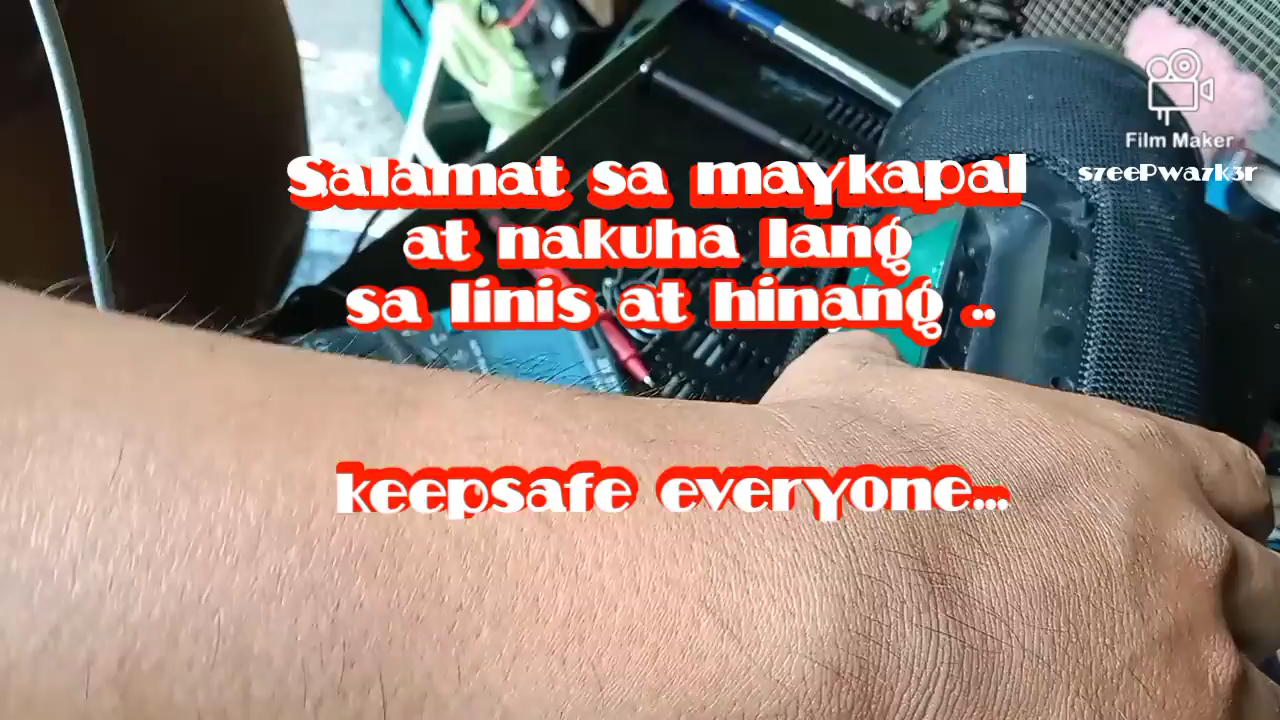 Film Maker
s7eePwa7k3r
Salamat sa maykapal
at nakuha lang
sa linis at hinang ..
keepsafe everyone...